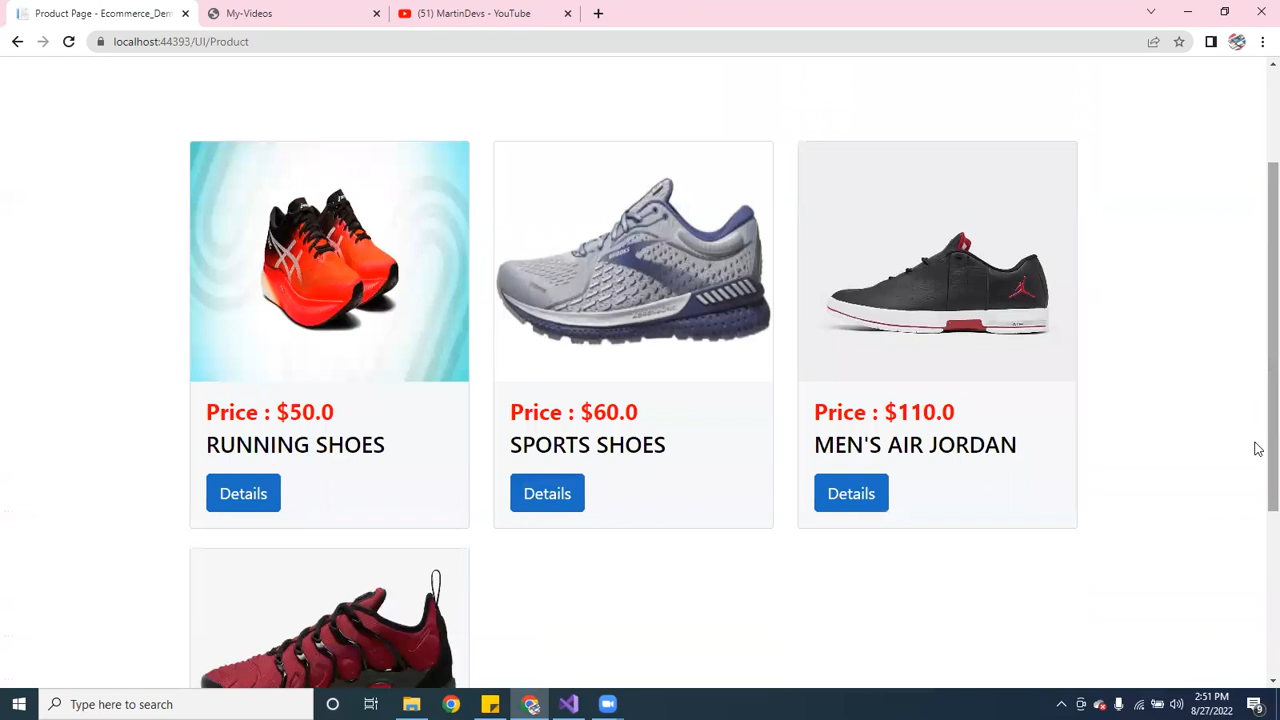 Product Page - Ecommerce_Dem
My-Videos
(51) MartinDevs - YouTube
localhost:44393/UI/Product
Price : $50.0
RUNNING SHOES
Details
Price : $60.0
SPORTS SHOES
Details
Price : $110.0
MEN'S AIR JORDAN
Details
Type here to search
2:51 PM
8/27/2022